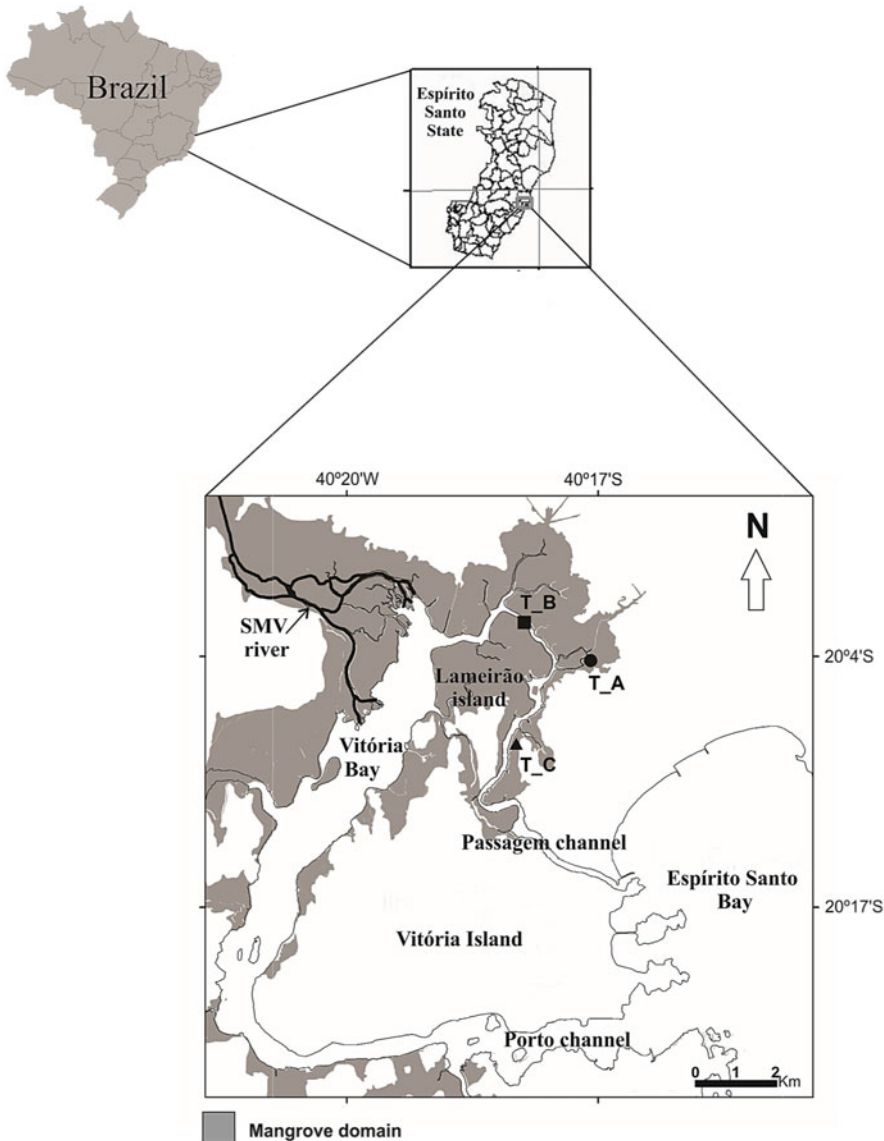 Brazil
Espírito
Santo
State
40º20'W
40º17'S
N
T_B
SMV
river
20º4'S
Lameirão
island
T_A
Vitória
Bay
T_C
Passagem channel
Espírito Santo
Bay
20º17'S
Vitória Island
Porto channel
0 1 2
Km
Mangrove domain